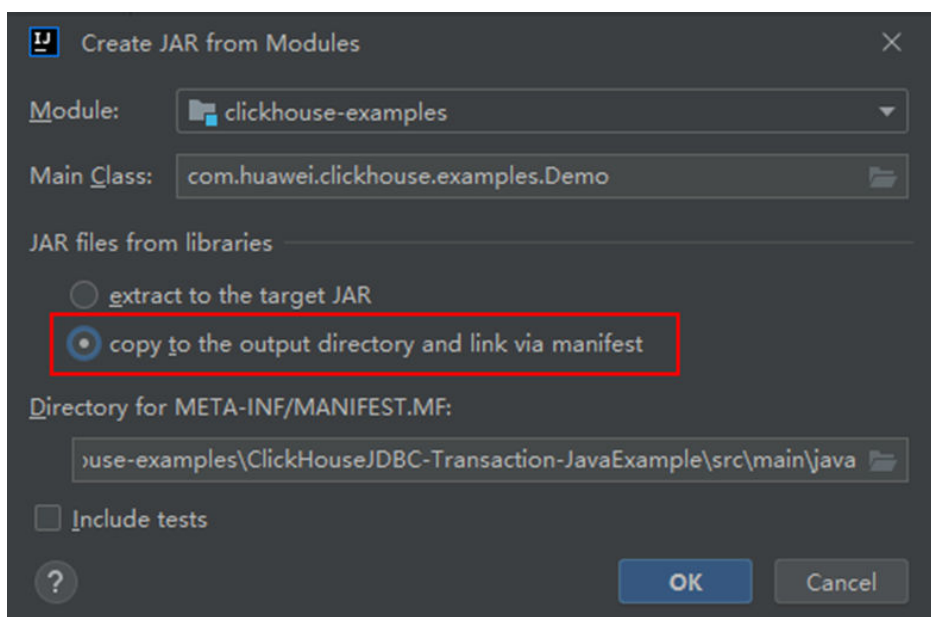 IJ Create JAR from Modules
Module: clickhouse-examples
Main Class: com.huawei.clickhouse.examples.Demo
JAR files from libraries
extract to the target JAR
copy to the output directory and link via manifest
Directory for META-INF/MANIFEST.MF:
use-examples\ClickHouseJDBC-Transaction-JavaExample\src\main\java
Include tests
? OK Cancel